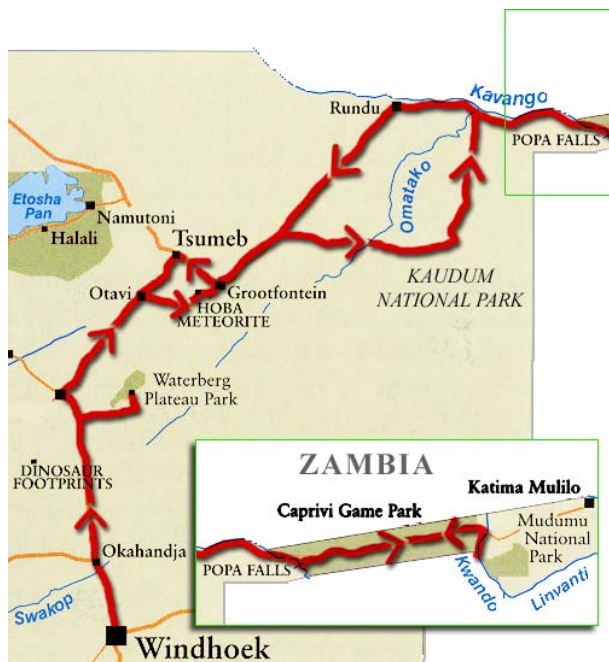 Kavango
Rundu
POPA FALLS
Omatako
Etosha
Pan
Namutoni
Halali
Tsumeb
KAUDUM
NATIONAL PARK
Otavi
Grootfontein
HOBA
METEORITE
Waterberg
Plateau Park
DINOSAUR
FOOTPRINTS
Okahandja
Swakop
Windhoek
ZAMBIA
Katima Mulilo
Caprivi Game Park
Mudumu
National
Park
POPA FALLS
Kwando
Linvanti